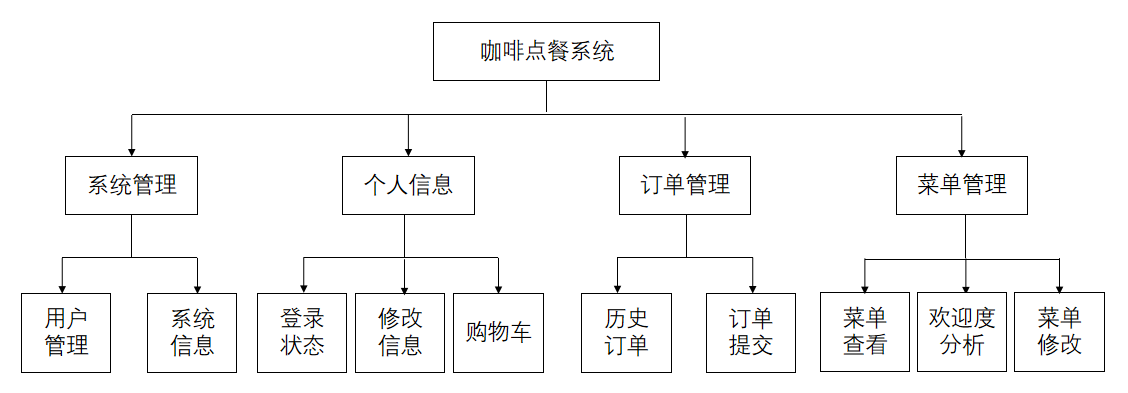 咖啡点餐系统
系统管理
个人信息
订单管理
菜单管理
用户
管理
系统
信息
登录
状态
修改
信息
购物车
历史
订单
订单
提交
菜单
查看
欢迎度
分析
菜单
修改